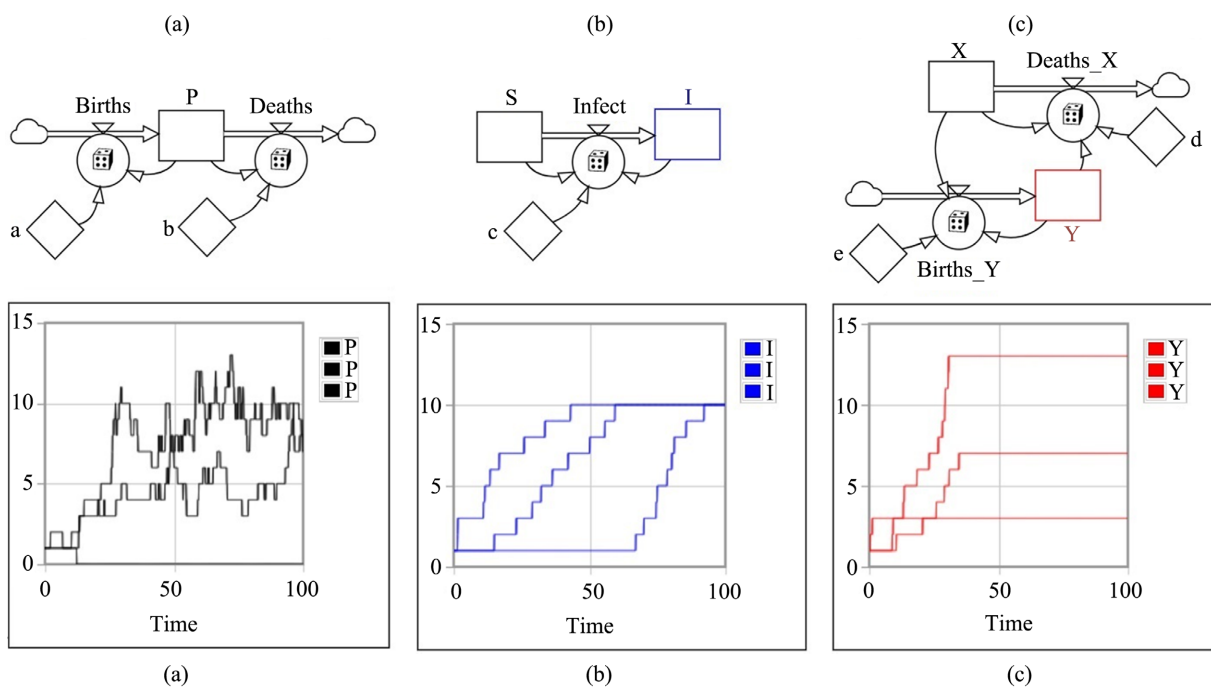 (a) (b) (c)
X
Deaths_X
Births P Deaths
S Infect I
d
a b
c
Y
e
Births_Y
15 15 15
P I Y
P I Y
P I Y
10 10 10
5 5 5
0 0 0
0 50 100 0 50 100 0 50 100
Time Time Time
(a) (b) (c)